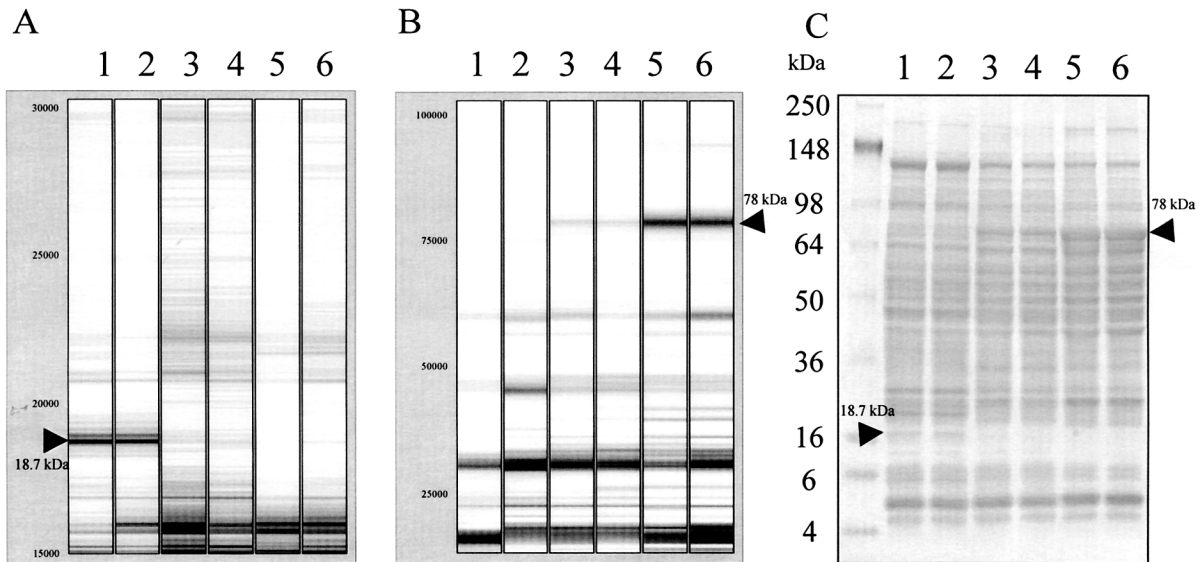 A
1 2 3 4 5 6
30000
25000
20000
18.7 kDa
15000
B
1 2 3 4 5 6
100000
78 kDa
75000
50000
25000
C
kDa
1 2 3 4 5 6
250
148
98
78 kDa
64
50
36
18.7 kDa
16
6
4